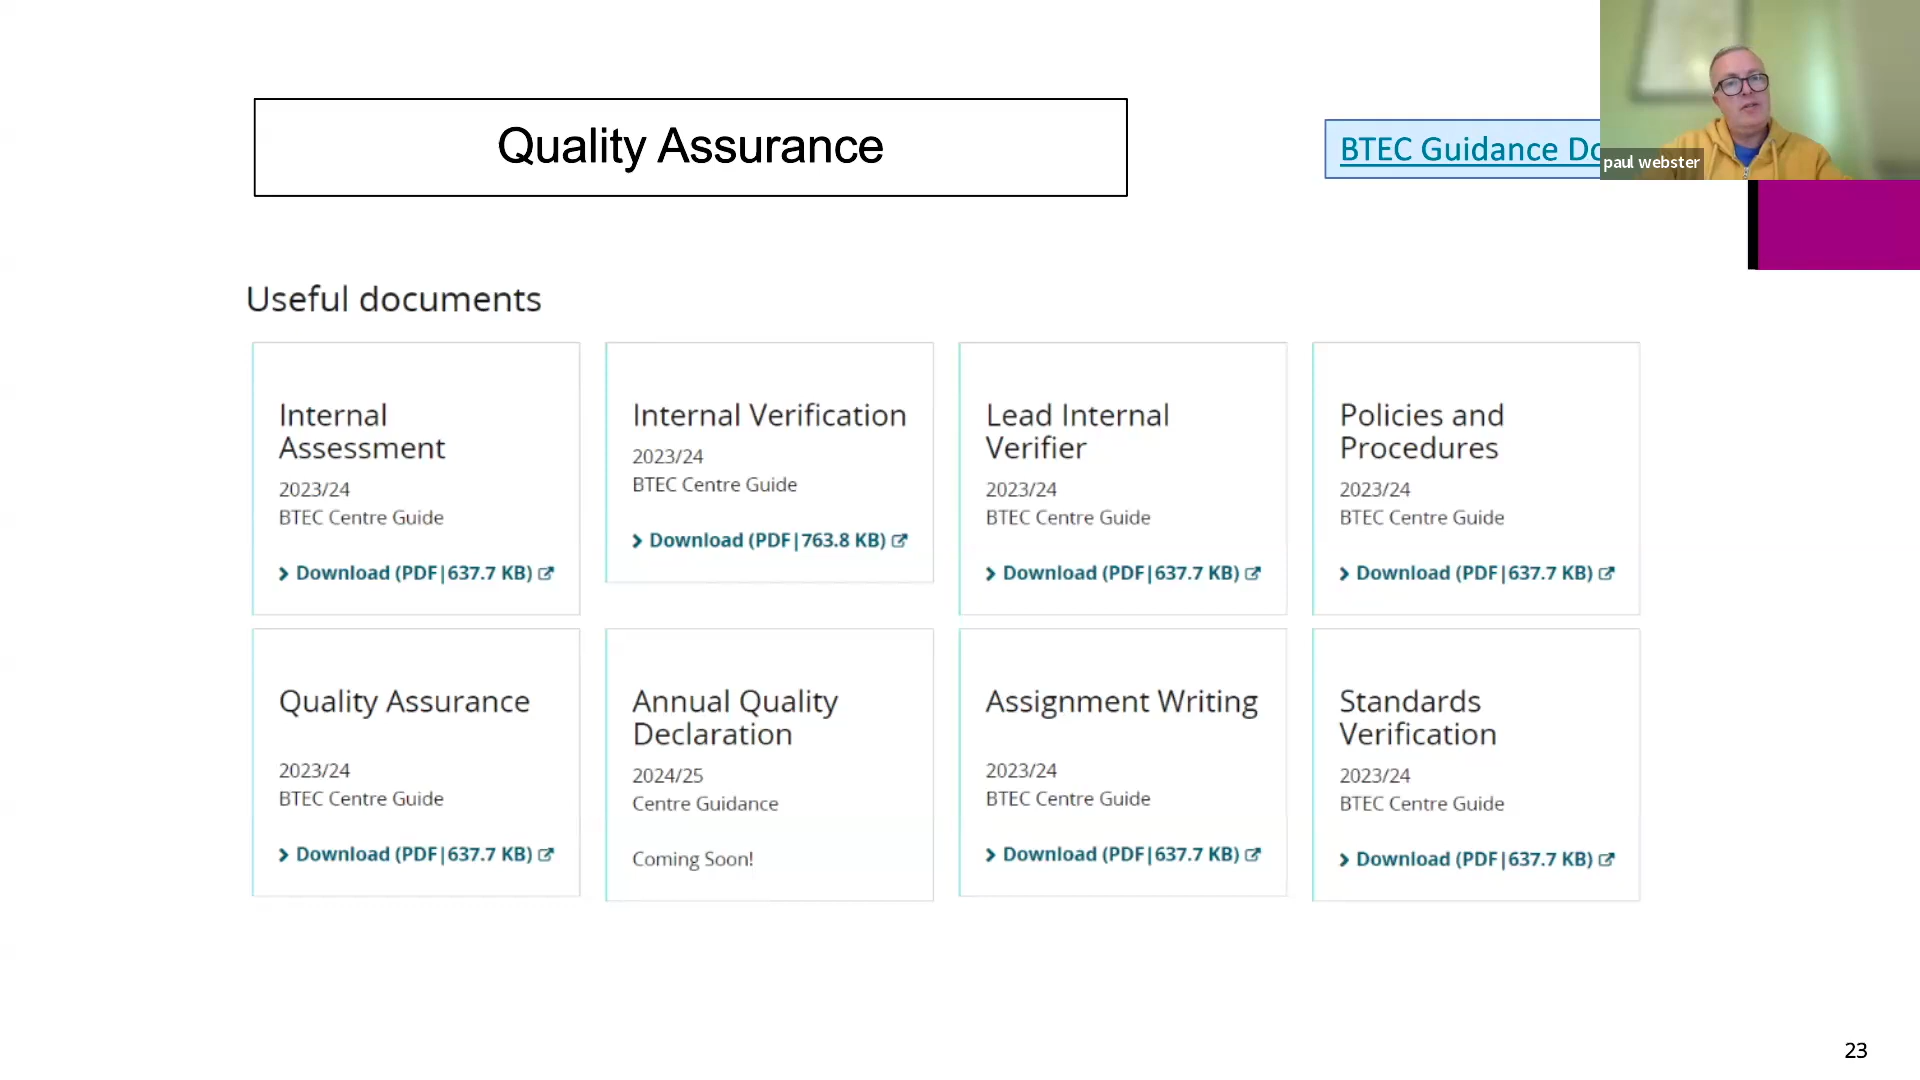 Quality Assurance
BTEC Guidance
paul webster
Useful documents
Internal
Assessment
2023/24
BTEC Centre Guide
Download (PDF|637.7 KB)
Internal Verification
2023/24
BTEC Centre Guide
Download (PDF|763.8 KB)
Lead Internal
Verifier
2023/24
BTEC Centre Guide
Download (PDF|637.7 KB)
Policies and
Procedures
2023/24
BTEC Centre Guide
Download (PDF|637.7 KB)
Quality Assurance
2023/24
BTEC Centre Guide
Download (PDF|637.7 KB)
Annual Quality
Declaration
2024/25
Centre Guidance
Coming Soon!
Assignment Writing
2023/24
BTEC Centre Guide
Download (PDF|637.7 KB)
Standards
Verification
2023/24
BTEC Centre Guide
Download (PDF|637.7 KB)
23